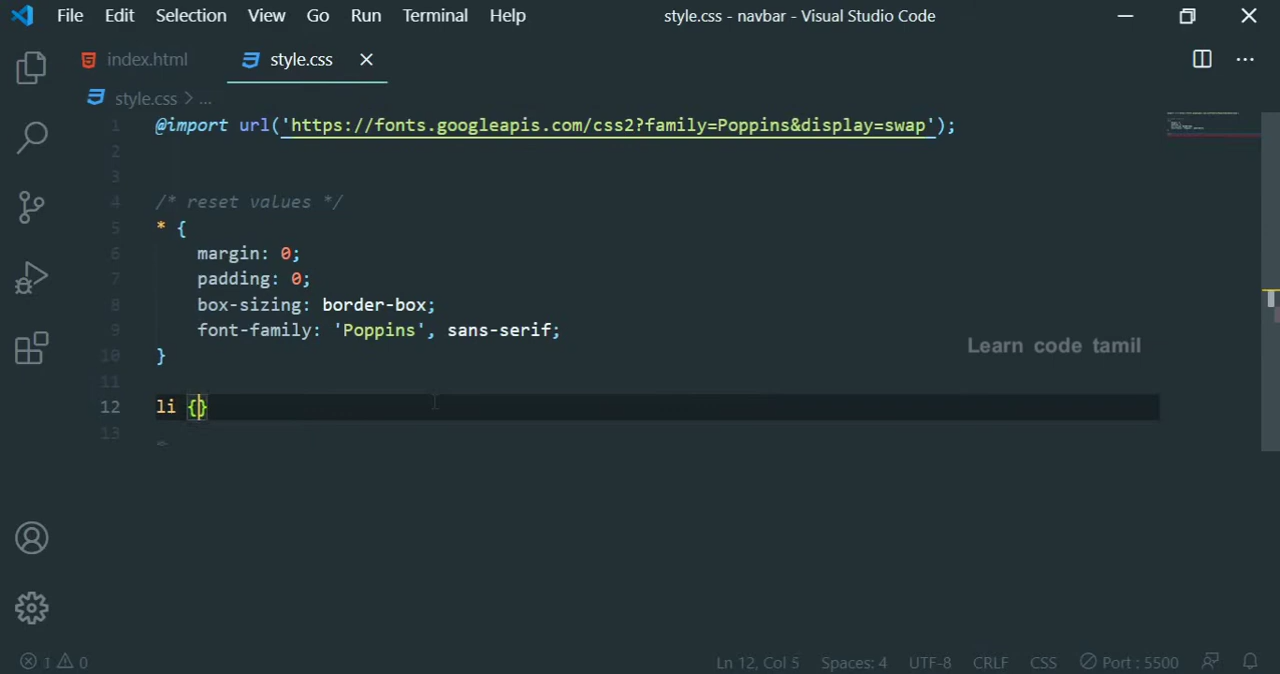 File Edit Selection View Go Run Terminal Help style.css - navbar - Visual Studio Code
index.html style.css
style.css > ...
1 @import url('https://fonts.googleapis.com/css2?family=Poppins&display=swap');
2
3
4 /* reset values */
5 * {
6 margin: 0;
7 padding: 0;
8 box-sizing: border-box;
9 font-family: 'Poppins', sans-serif;
10 }
Learn code tamil
11
12 li {}
13
1 0 Ln 12, Col 5 Spaces: 4 UTF-8 CRLF CSS Port : 5500